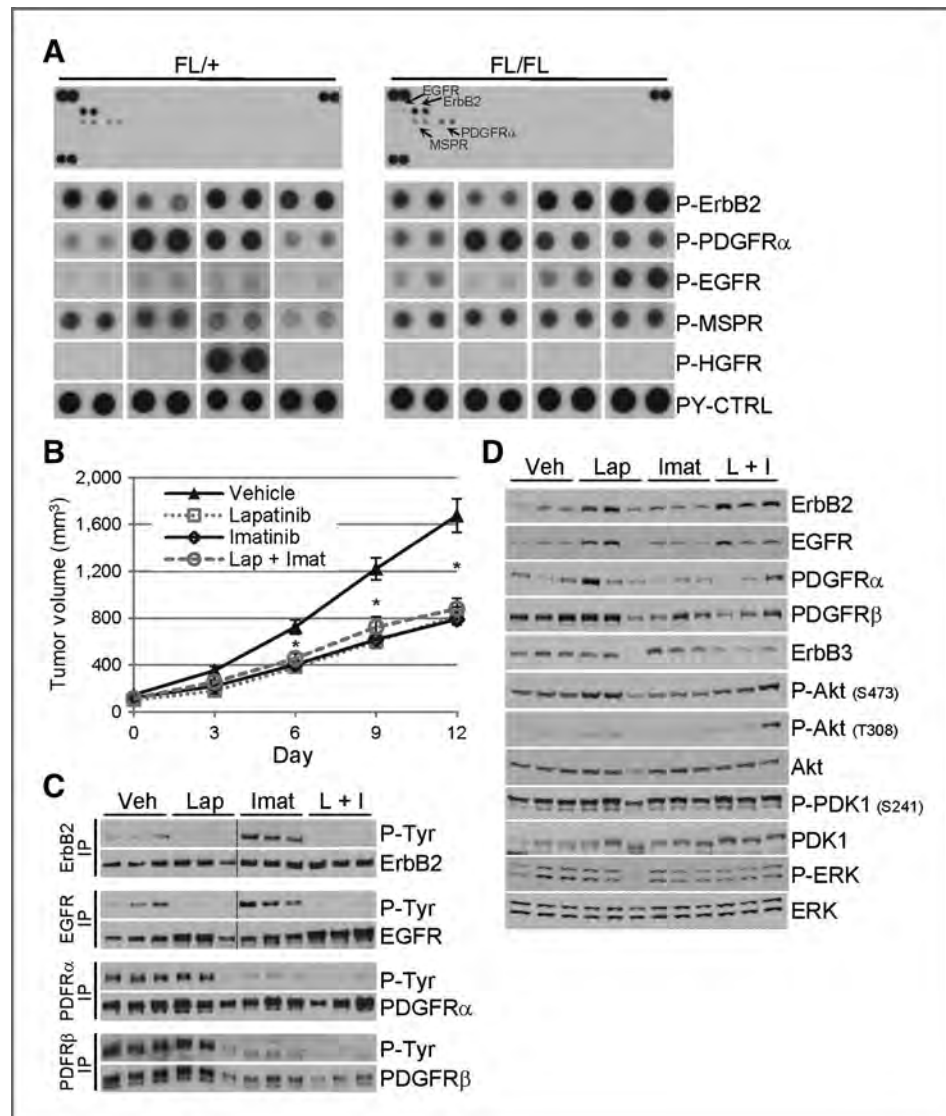 A
FL/+
FL/FL
EGFR
ErbB2
PDGFRα
MSPR
P-ErbB2
P-PDGFRα
P-EGFR
P-MSPR
P-HGFR
PY-CTRL
B
2,000
1,600
1,200
800
400
0
Tumor volume (mm³)
Vehicle
Lapatinib
Imatinib
Lap + Imat
*
*
*
0 3 6 9 12
Day
C
Veh Lap Imat L + I
ErbB2 IP
P-Tyr
ErbB2
EGFR IP
P-Tyr
EGFR
PDFRα IP
P-Tyr
PDGFRα
PDFRβ IP
P-Tyr
PDGFRβ
D
Veh Lap Imat L + I
ErbB2
EGFR
PDGFRα
PDGFRβ
ErbB3
P-Akt (S473)
P-Akt (T308)
Akt
P-PDK1 (S241)
PDK1
P-ERK
ERK